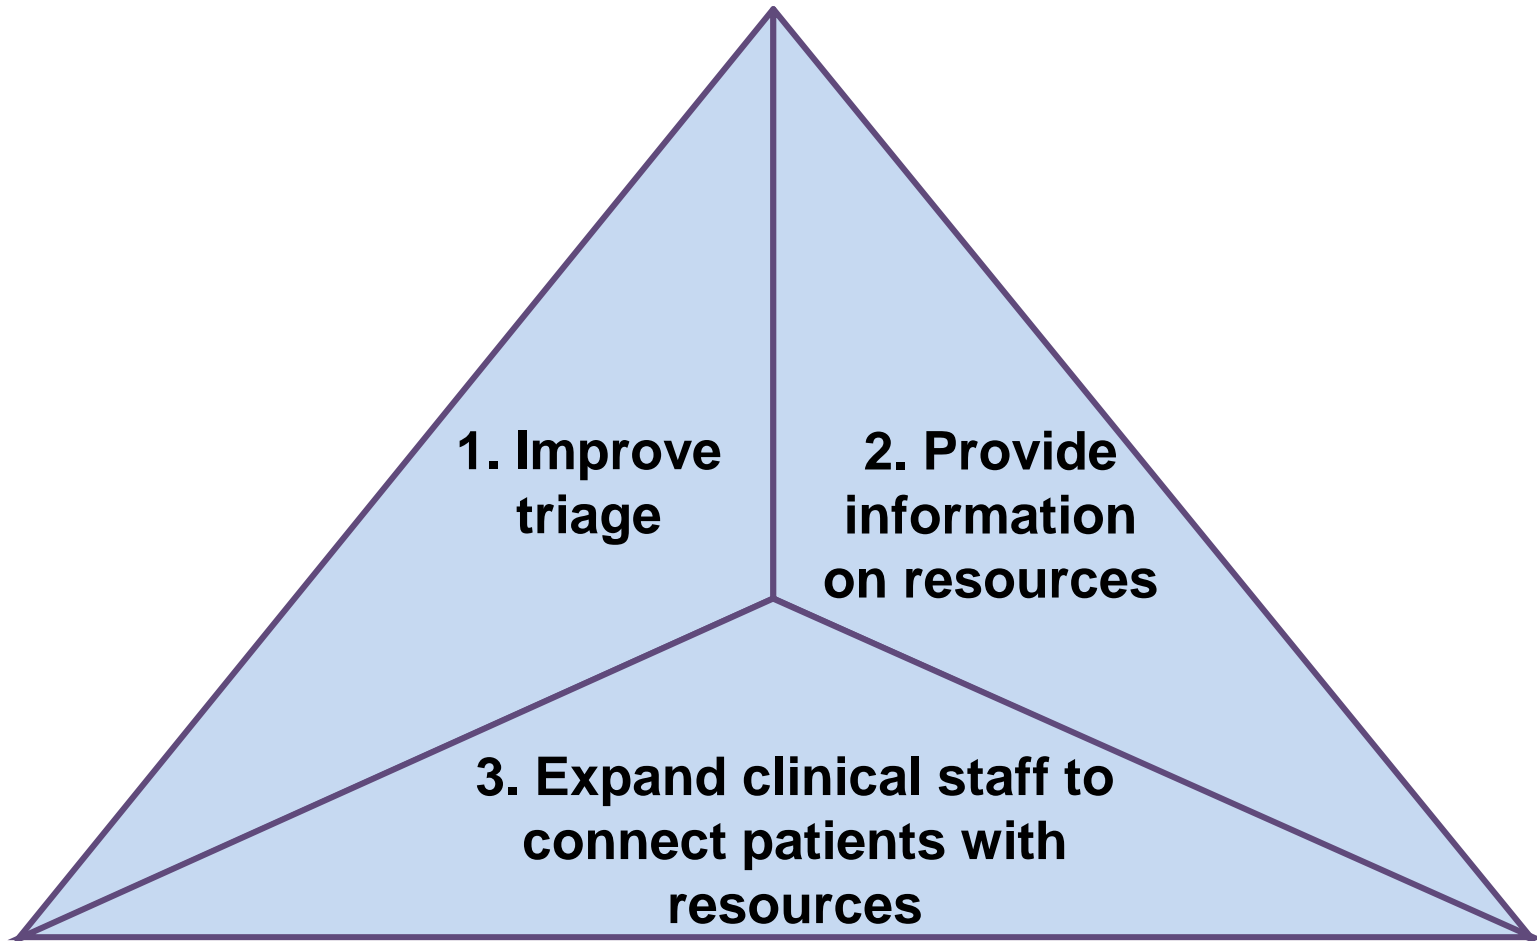 1. Improve
triage
2. Provide
information
on resources
3. Expand clinical staff to
connect patients with
resources